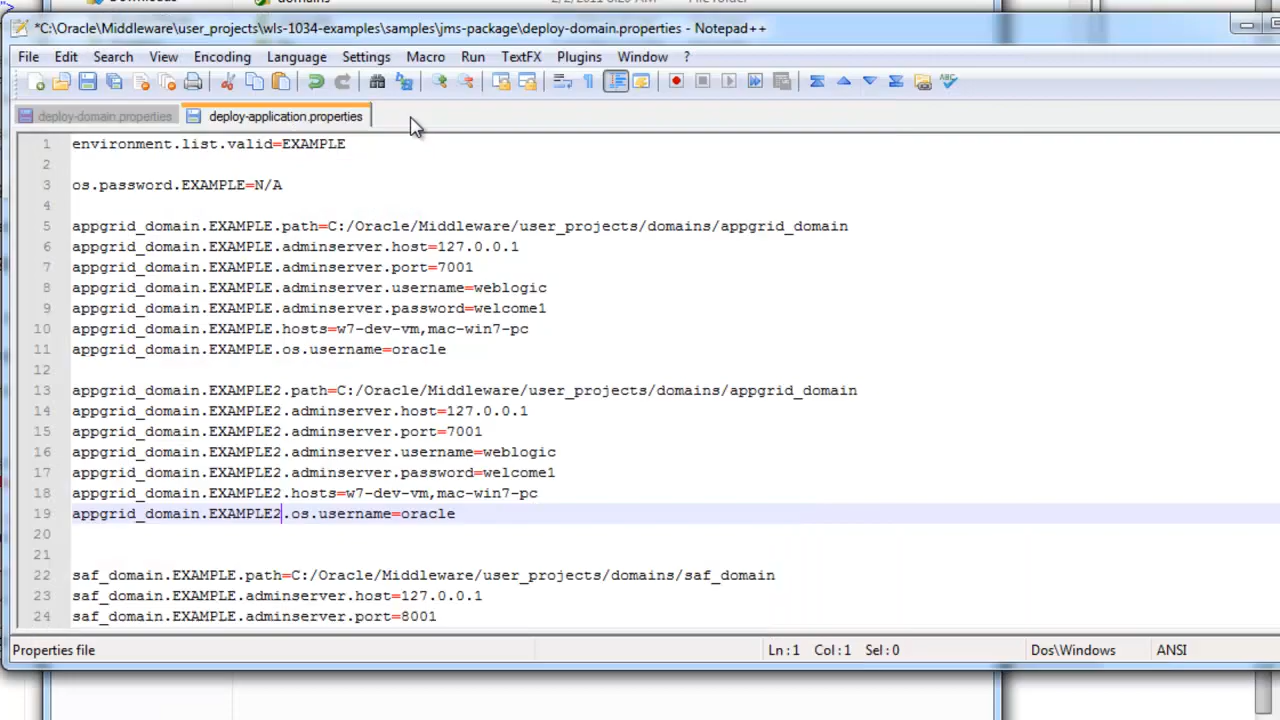 domains
*C:\Oracle\Middleware\user_projects\wls-1034-examples\samples\jms-package\deploy-domain.properties - Notepad++
File Edit Search View Encoding Language Settings Macro Run TextFX Plugins Window ?
deploy-domain.properties deploy-application.properties
1 environment.list.valid=EXAMPLE
2
3 os.password.EXAMPLE=N/A
4
5 appgrid_domain.EXAMPLE.path=C:/Oracle/Middleware/user_projects/domains/appgrid_domain
6 appgrid_domain.EXAMPLE.adminserver.host=127.0.0.1
7 appgrid_domain.EXAMPLE.adminserver.port=7001
8 appgrid_domain.EXAMPLE.adminserver.username=weblogic
9 appgrid_domain.EXAMPLE.adminserver.password=welcome1
10 appgrid_domain.EXAMPLE.hosts=w7-dev-vm,mac-win7-pc
11 appgrid_domain.EXAMPLE.os.username=oracle
12
13 appgrid_domain.EXAMPLE2.path=C:/Oracle/Middleware/user_projects/domains/appgrid_domain
14 appgrid_domain.EXAMPLE2.adminserver.host=127.0.0.1
15 appgrid_domain.EXAMPLE2.adminserver.port=7001
16 appgrid_domain.EXAMPLE2.adminserver.username=weblogic
17 appgrid_domain.EXAMPLE2.adminserver.password=welcome1
18 appgrid_domain.EXAMPLE2.hosts=w7-dev-vm,mac-win7-pc
19 appgrid_domain.EXAMPLE2.os.username=oracle
20
21
22 saf_domain.EXAMPLE.path=C:/Oracle/Middleware/user_projects/domains/saf_domain
23 saf_domain.EXAMPLE.adminserver.host=127.0.0.1
24 saf_domain.EXAMPLE.adminserver.port=8001
Properties file Ln:1 Col:1 Sel:0 Dos\Windows ANSI